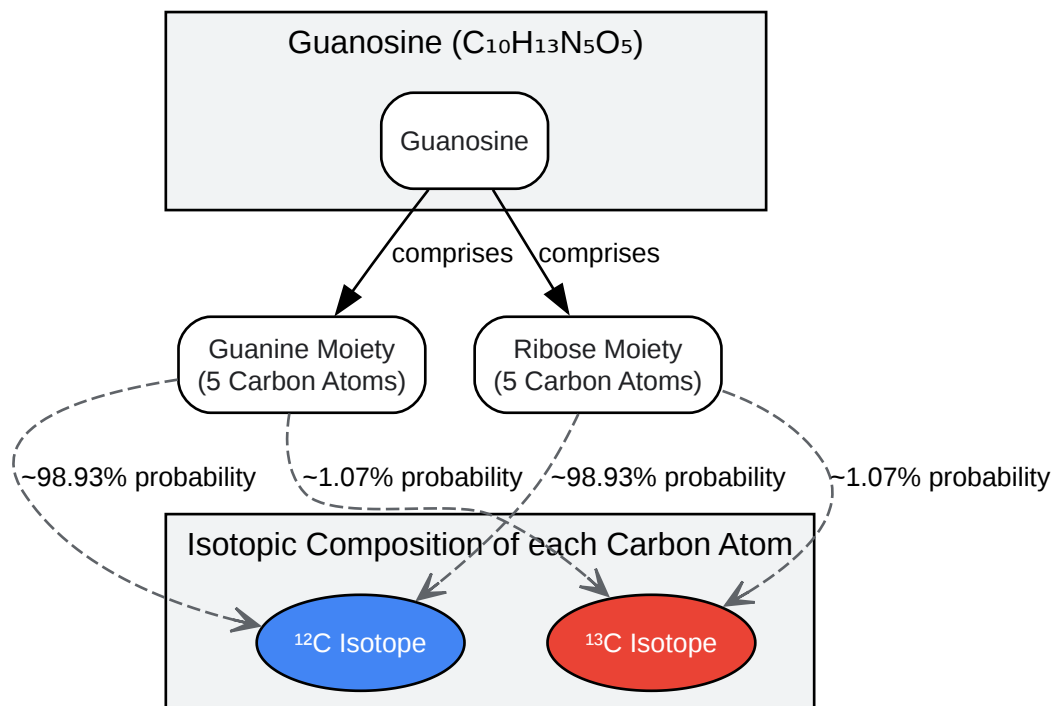 Guanosine (C₁₀H₁₃N₅O₅)
Guanosine
comprises
comprises
Guanine Moiety
(5 Carbon Atoms)
Ribose Moiety
(5 Carbon Atoms)
~98.93% probability
~1.07% probability
~98.93% probability
~1.07% probability
Isotopic Composition of each Carbon Atom
¹²C Isotope
¹³C Isotope